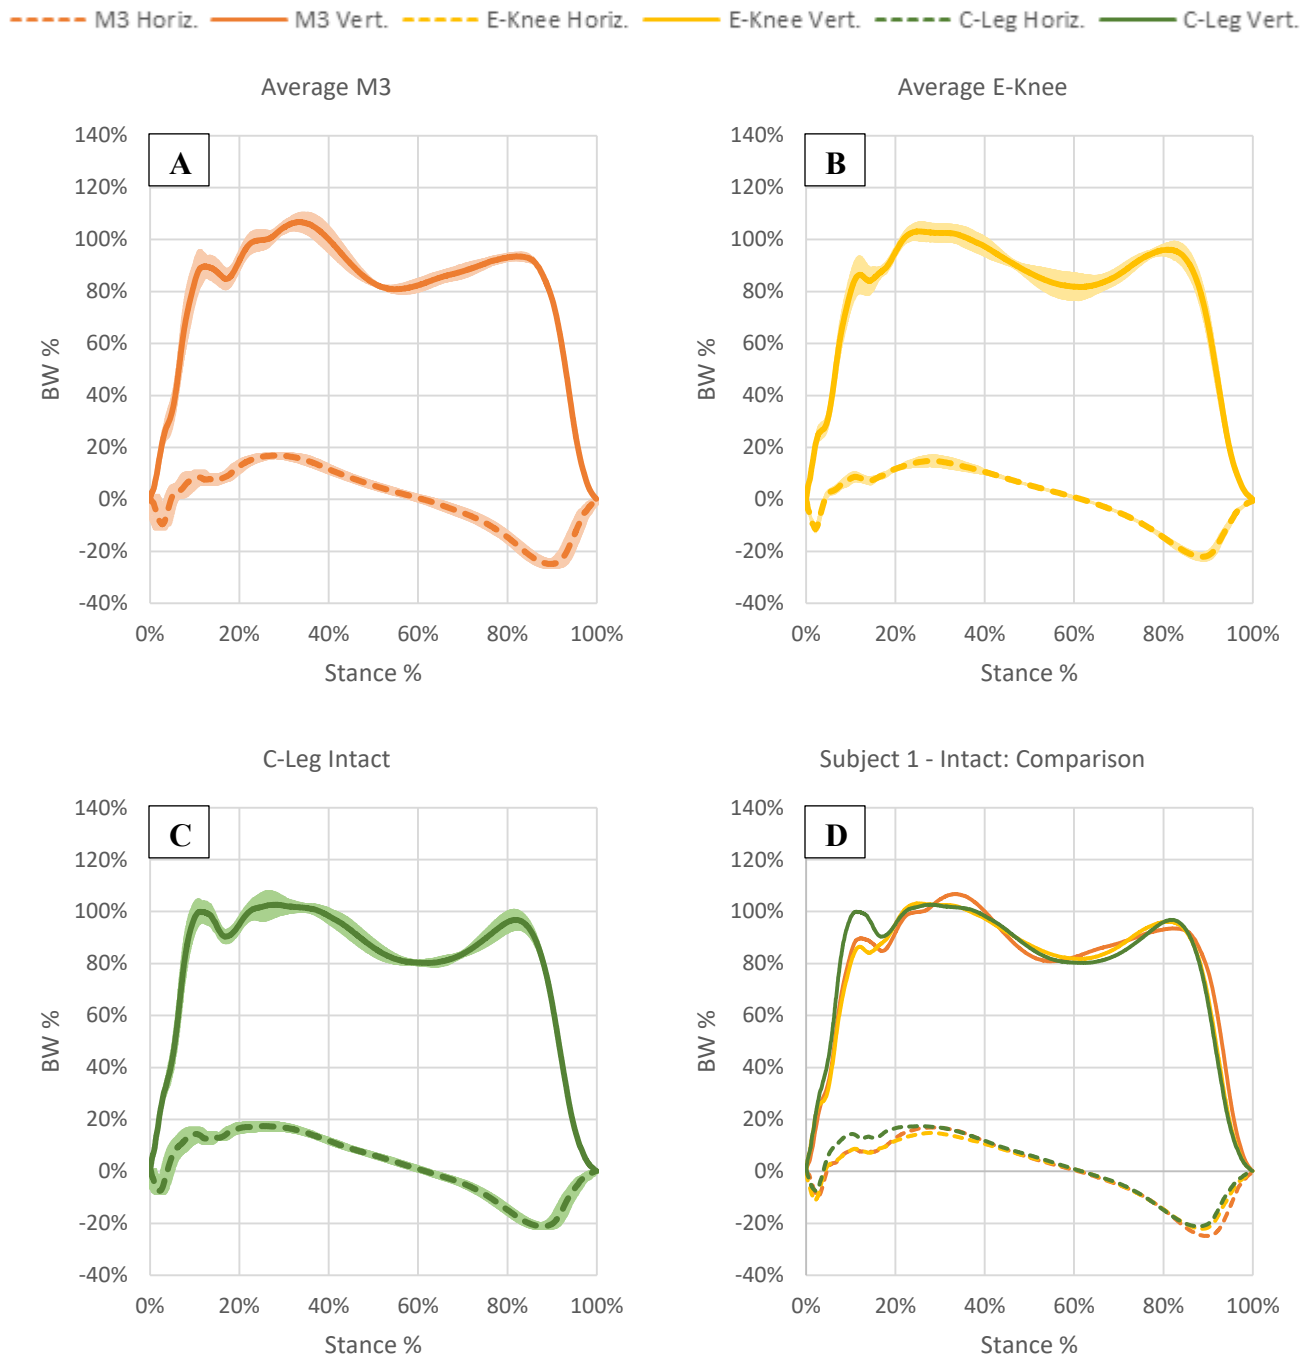 M3 Horiz. M3 Vert. E-Knee Horiz. E-Knee Vert. C-Leg Horiz. C-Leg Vert.
Average M3
A
140%
120%
100%
80%
60%
40%
20%
0%
-20%
-40%
BW %
0% 20% 40% 60% 80% 100%
Stance %
Average E-Knee
B
140%
120%
100%
80%
60%
40%
20%
0%
-20%
-40%
BW %
0% 20% 40% 60% 80% 100%
Stance %
C-Leg Intact
C
140%
120%
100%
80%
60%
40%
20%
0%
-20%
-40%
BW %
0% 20% 40% 60% 80% 100%
Stance %
Subject 1 - Intact: Comparison
D
140%
120%
100%
80%
60%
40%
20%
0%
-20%
-40%
BW %
0% 20% 40% 60% 80% 100%
Stance %